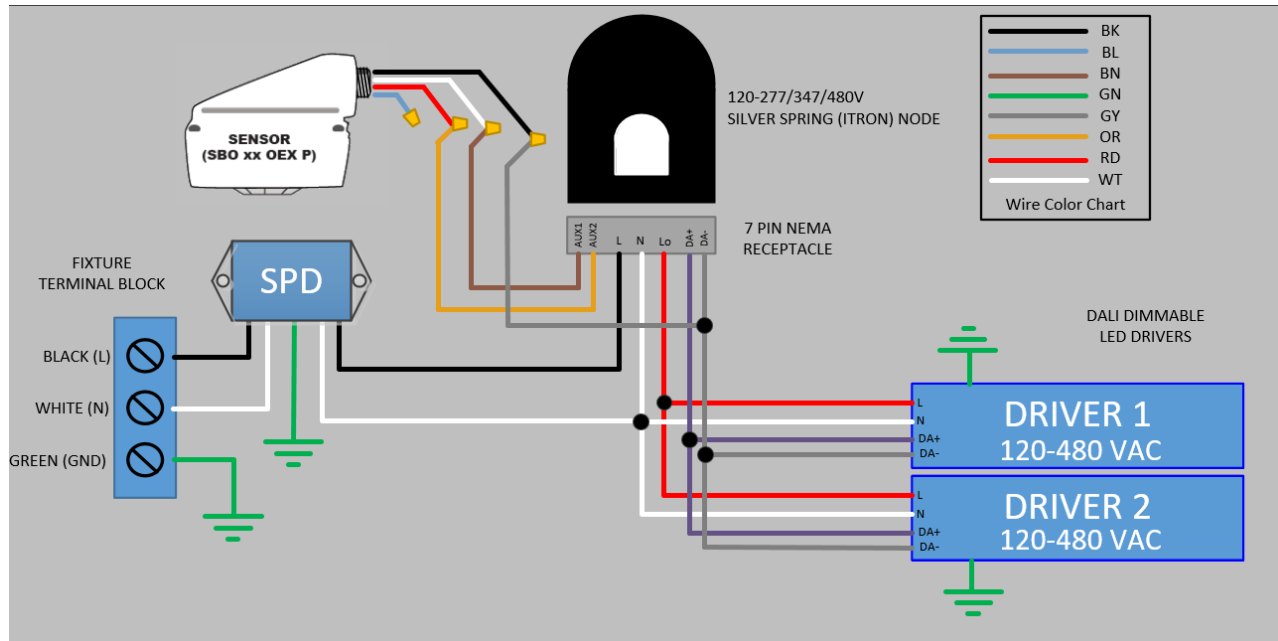 SENSOR
(SBO xx OEX P)
120-277/347/480V
SILVER SPRING (ITRON) NODE
BK
BL
BN
GN
GY
OR
RD
WT
Wire Color Chart
AUX1
AUX2
L
N
Lo
DA+
DA-
7 PIN NEMA
RECEPTACLE
FIXTURE
TERMINAL BLOCK
SPD
BLACK (L)
WHITE (N)
GREEN (GND)
DALI DIMMABLE
LED DRIVERS
L
N
DA+
DA-
DRIVER 1
120-480 VAC
L
N
DA+
DA-
DRIVER 2
120-480 VAC